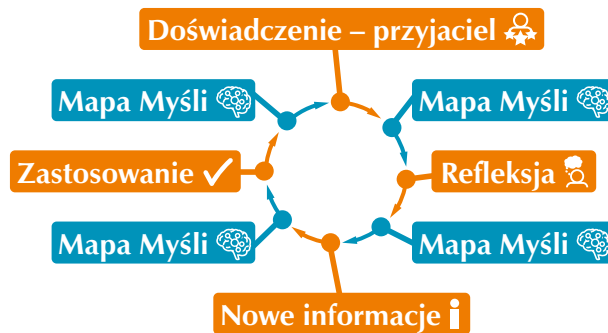 Doświadczenie – przyjaciel
Mapa Myśli
Mapa Myśli
Zastosowanie
Refleksja
Mapa Myśli
Mapa Myśli
Nowe informacje